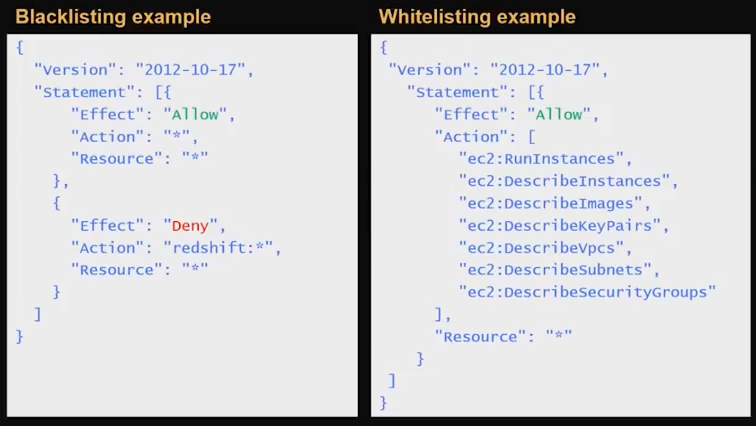 Blacklisting example
{
  "Version": "2012-10-17",
  "Statement": [{
      "Effect": "Allow",
      "Action": "*",
      "Resource": "*"
    },
    {
      "Effect": "Deny",
      "Action": "redshift:*",
      "Resource": "*"
    }
  ]
}
Whitelisting example
{
 "Version": "2012-10-17",
   "Statement": [{
      "Effect": "Allow",
      "Action": [
        "ec2:RunInstances",
        "ec2:DescribeInstances",
        "ec2:DescribeImages",
        "ec2:DescribeKeyPairs",
        "ec2:DescribeVpcs",
        "ec2:DescribeSubnets",
        "ec2:DescribeSecurityGroups"
      ],
      "Resource": "*"
    }
 ]
}